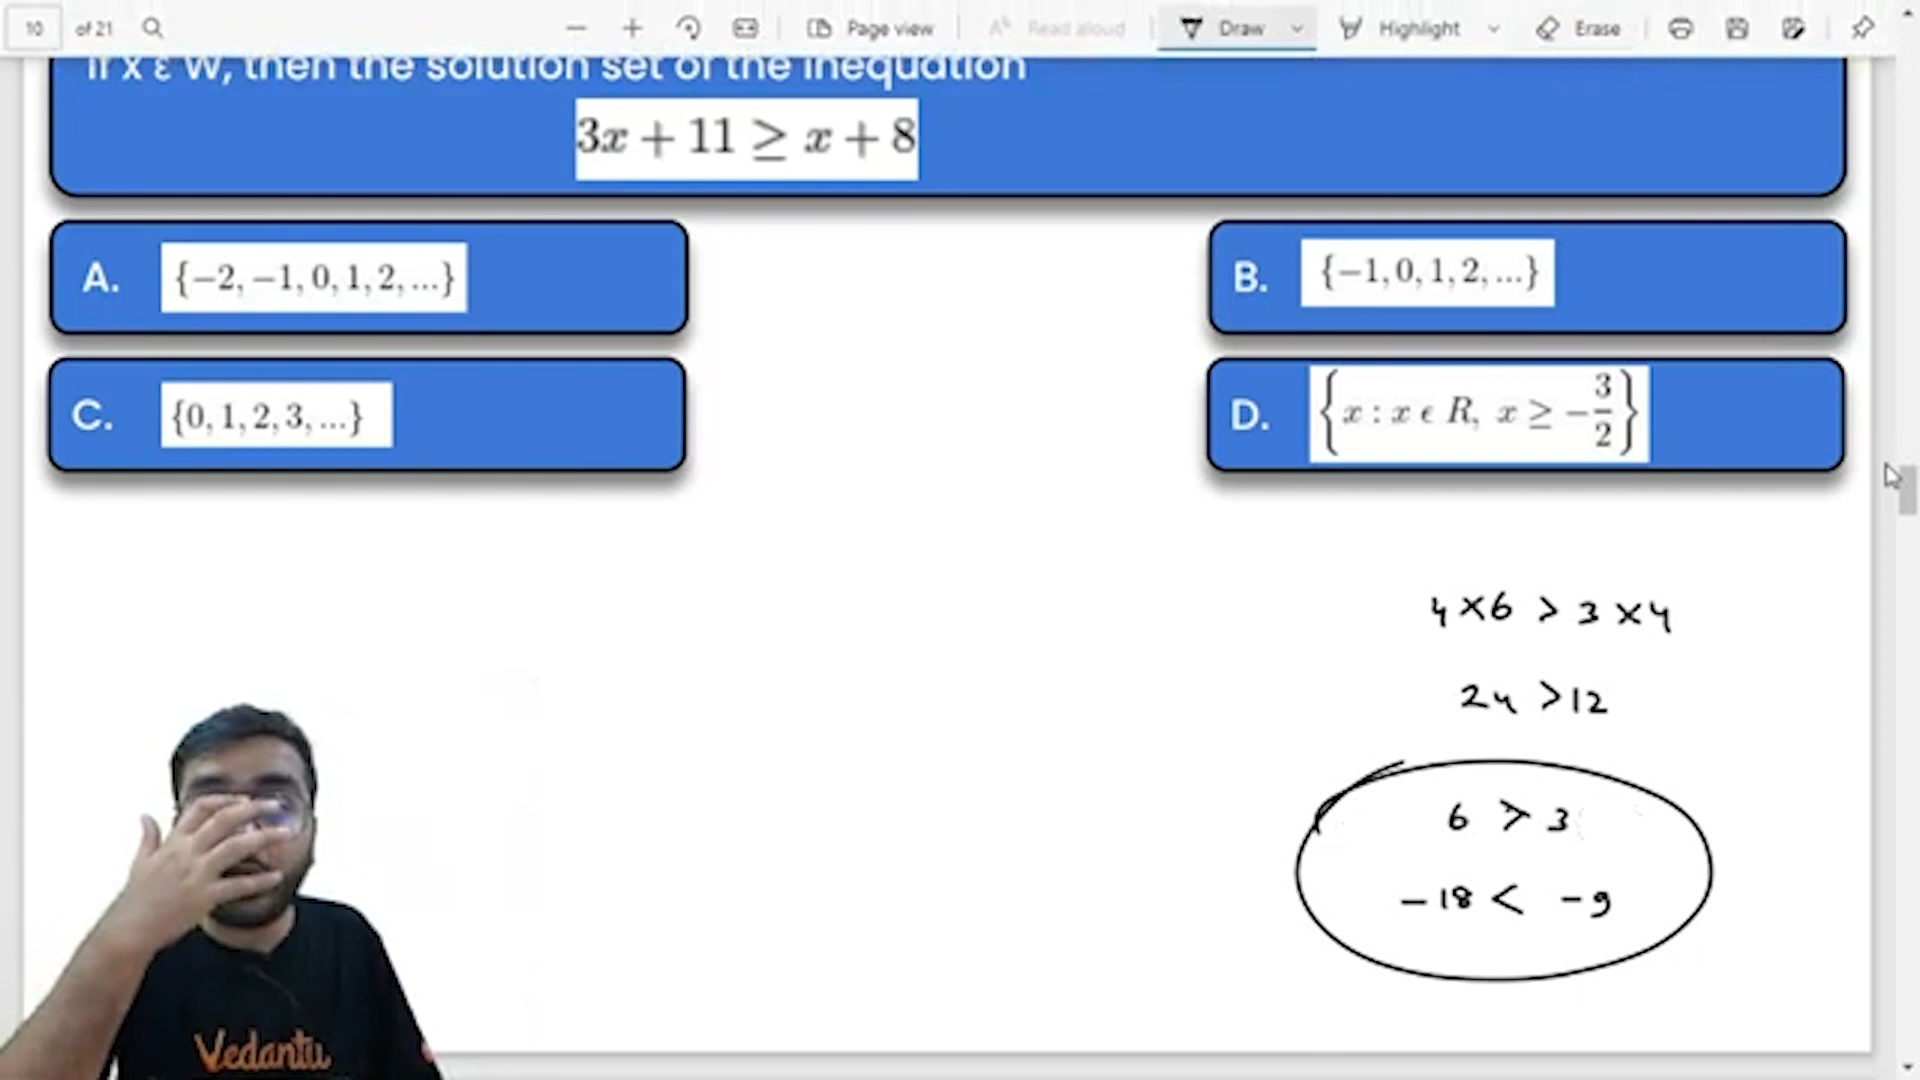 10 of 21 Page view Read aloud Draw Highlight Erase
If x ε W, then the solution set of the inequation
3x + 11 ≥ x + 8
A. {−2, −1, 0, 1, 2, ...}
B. {−1, 0, 1, 2, ...}
C. {0, 1, 2, 3, ...}
D. {x : x ϵ R, x ≥ −3/2}
4 × 6 > 3 × 4
24 > 12
6 > 3
−18 < −9
Vedantu